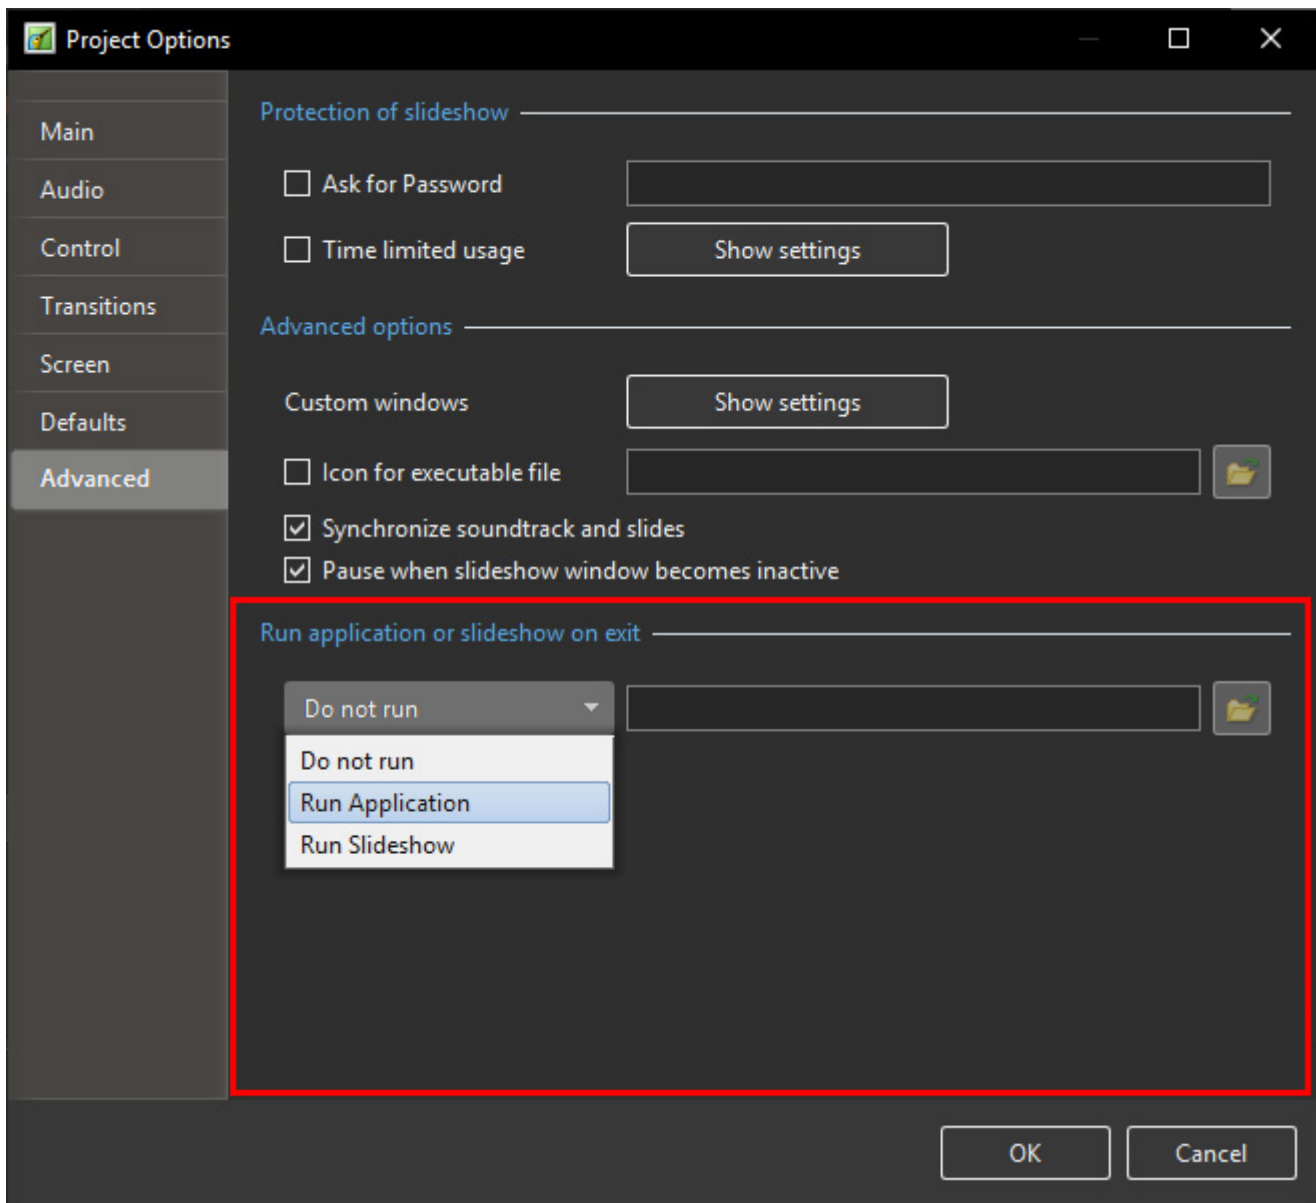 Project Options
Main
Audio
Control
Transitions
Screen
Defaults
Advanced
Protection of slideshow
Ask for Password
Time limited usage
Show settings
Advanced options
Custom windows
Show settings
Icon for executable file
Synchronize soundtrack and slides
Pause when slideshow window becomes inactive
Run application or slideshow on exit
Do not run
Do not run
Run Application
Run Slideshow
OK
Cancel